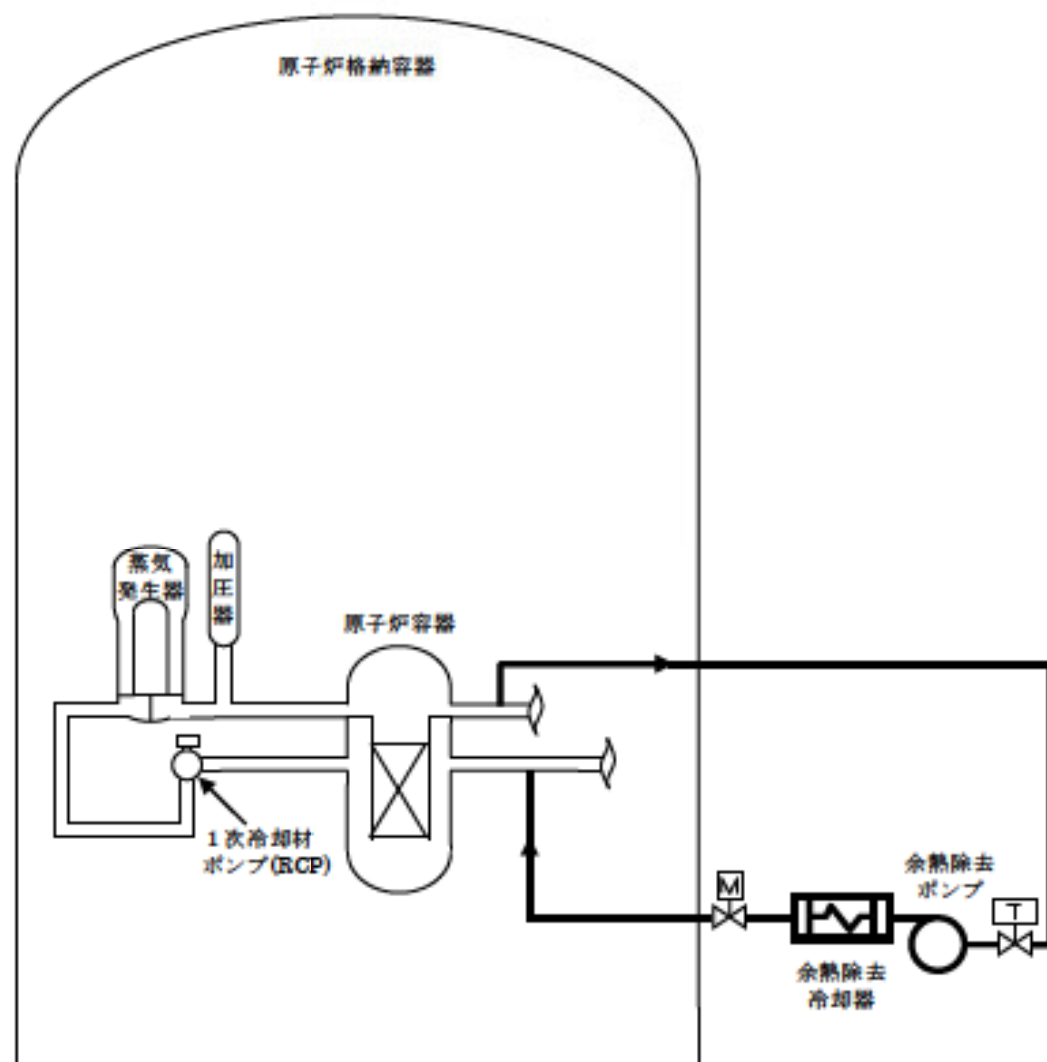 原子炉格納容器
蒸気
発生器
加
圧
器
原子炉容器
1次冷却材
ポンプ(RCP)
M
余熱除去
ポンプ
T
余熱除去
冷却器